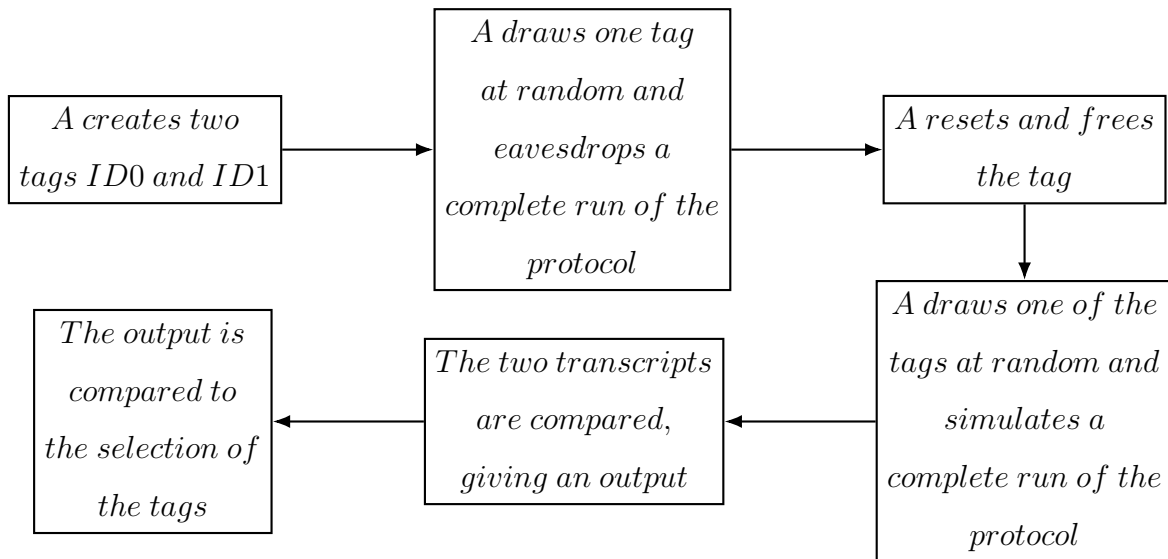 A creates two
tags ID0 and ID1
A draws one tag
at random and
eavesdrops a
complete run of the
protocol
A resets and frees
the tag
A draws one of the
tags at random and
simulates a
complete run of the
protocol
The two transcripts
are compared,
giving an output
The output is
compared to
the selection of
the tags